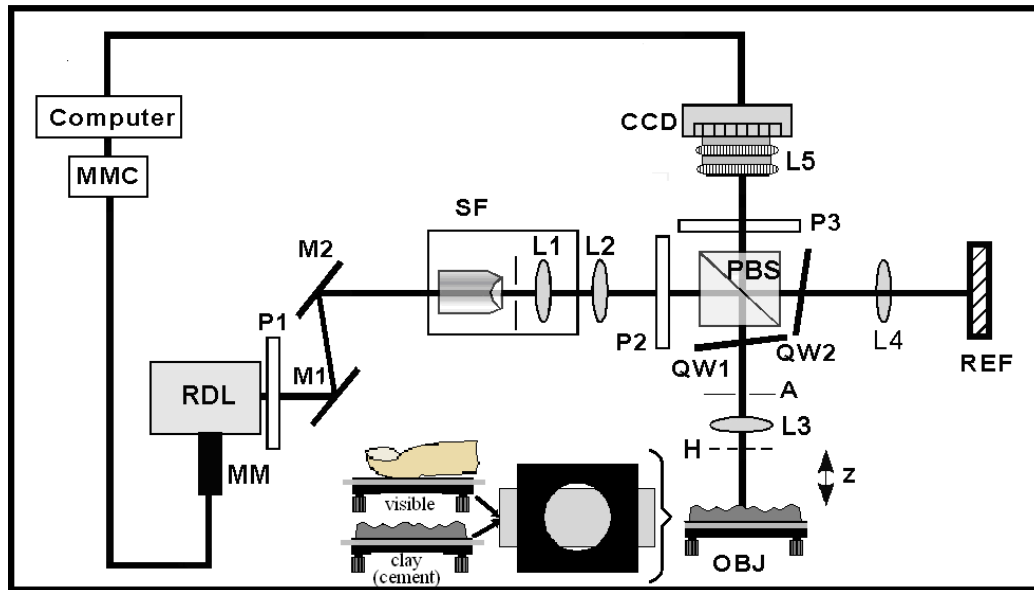 Computer
MMC
CCD
L5
SF
P3
M2
L1
L2
PBS
P1
P2
M1
QW1
QW2
L4
REF
RDL
A
L3
H
MM
z
visible
clay
(cement)
OBJ